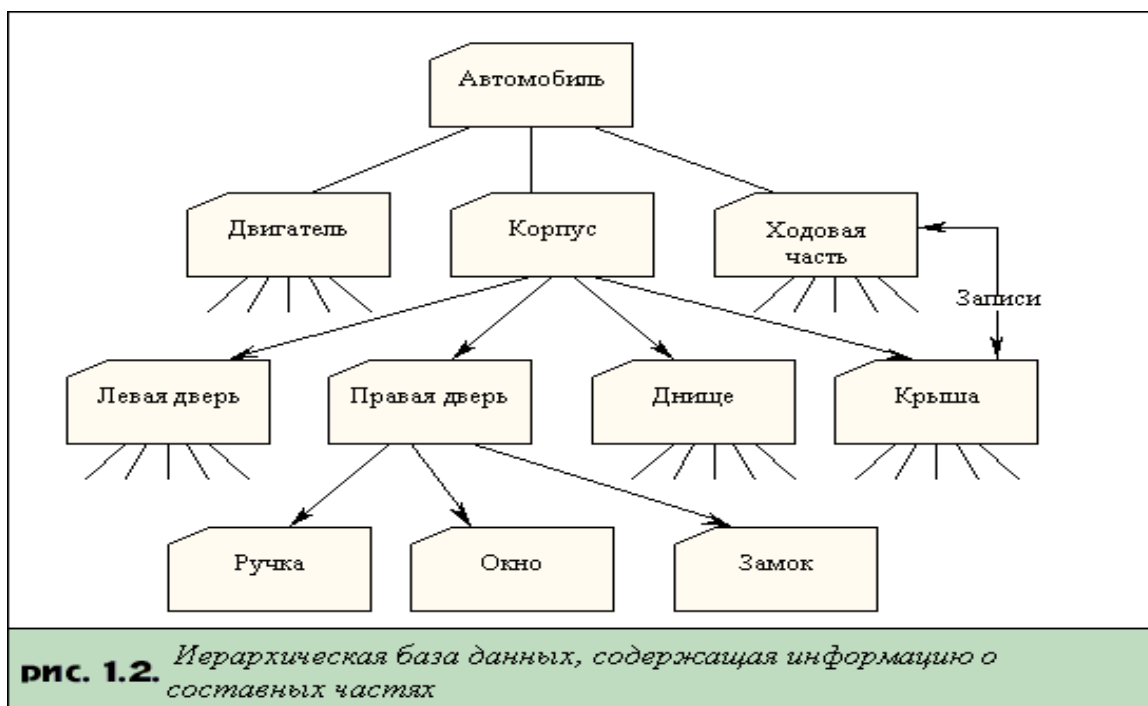 Автомобиль
Двигатель
Корпус
Ходовая
часть
Записи
Левая дверь
Правая дверь
Днище
Крыша
Ручка
Окно
Замок
рис. 1.2. Иерархическая база данных, содержащая информацию о
составных частях